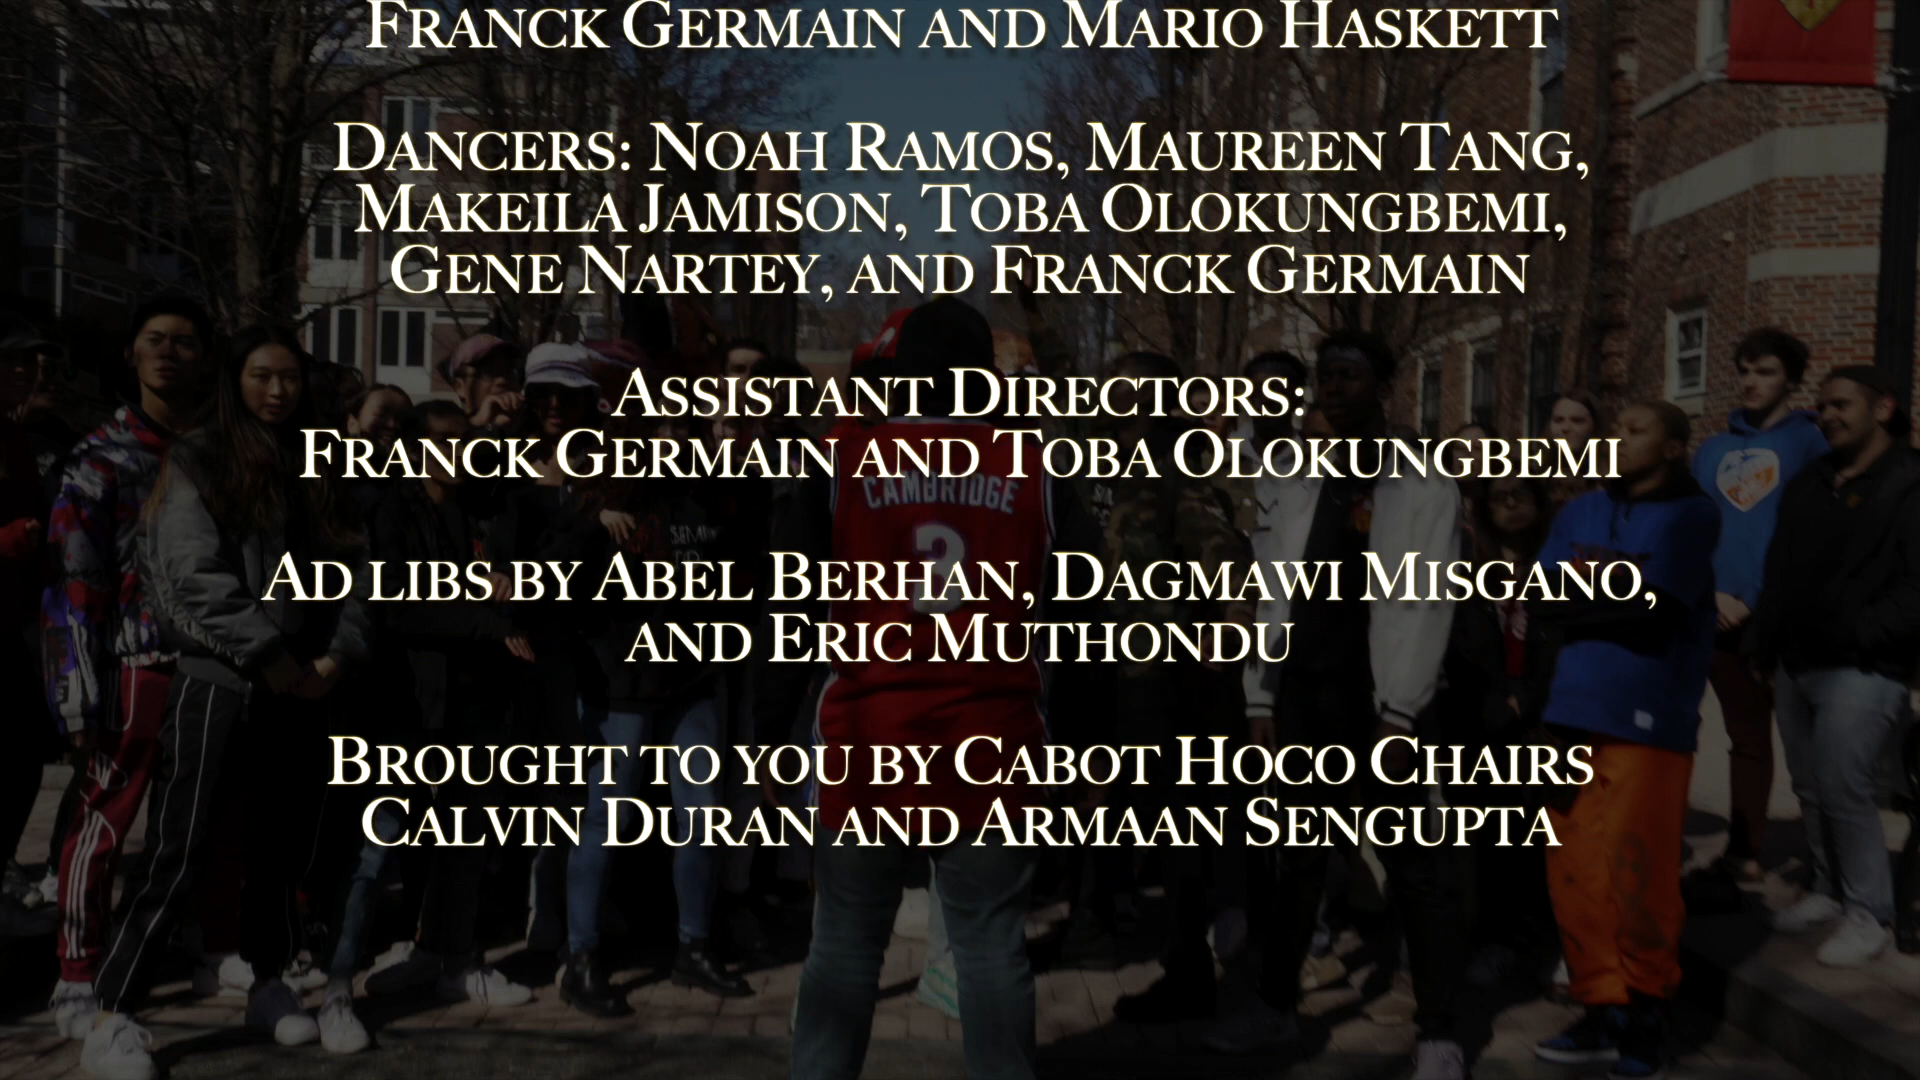 Franck Germain and Mario Haskett
Dancers: Noah Ramos, Maureen Tang,
Makeila Jamison, Toba Olokungbemi,
Gene Nartey, and Franck Germain
Assistant Directors:
Franck Germain and Toba Olokungbemi
Ad libs by Abel Berhan, Dagmawi Misgano,
and Eric Muthondu
Brought to you by Cabot Hoco Chairs
Calvin Duran and Armaan Sengupta
CAMBRIDGE
3